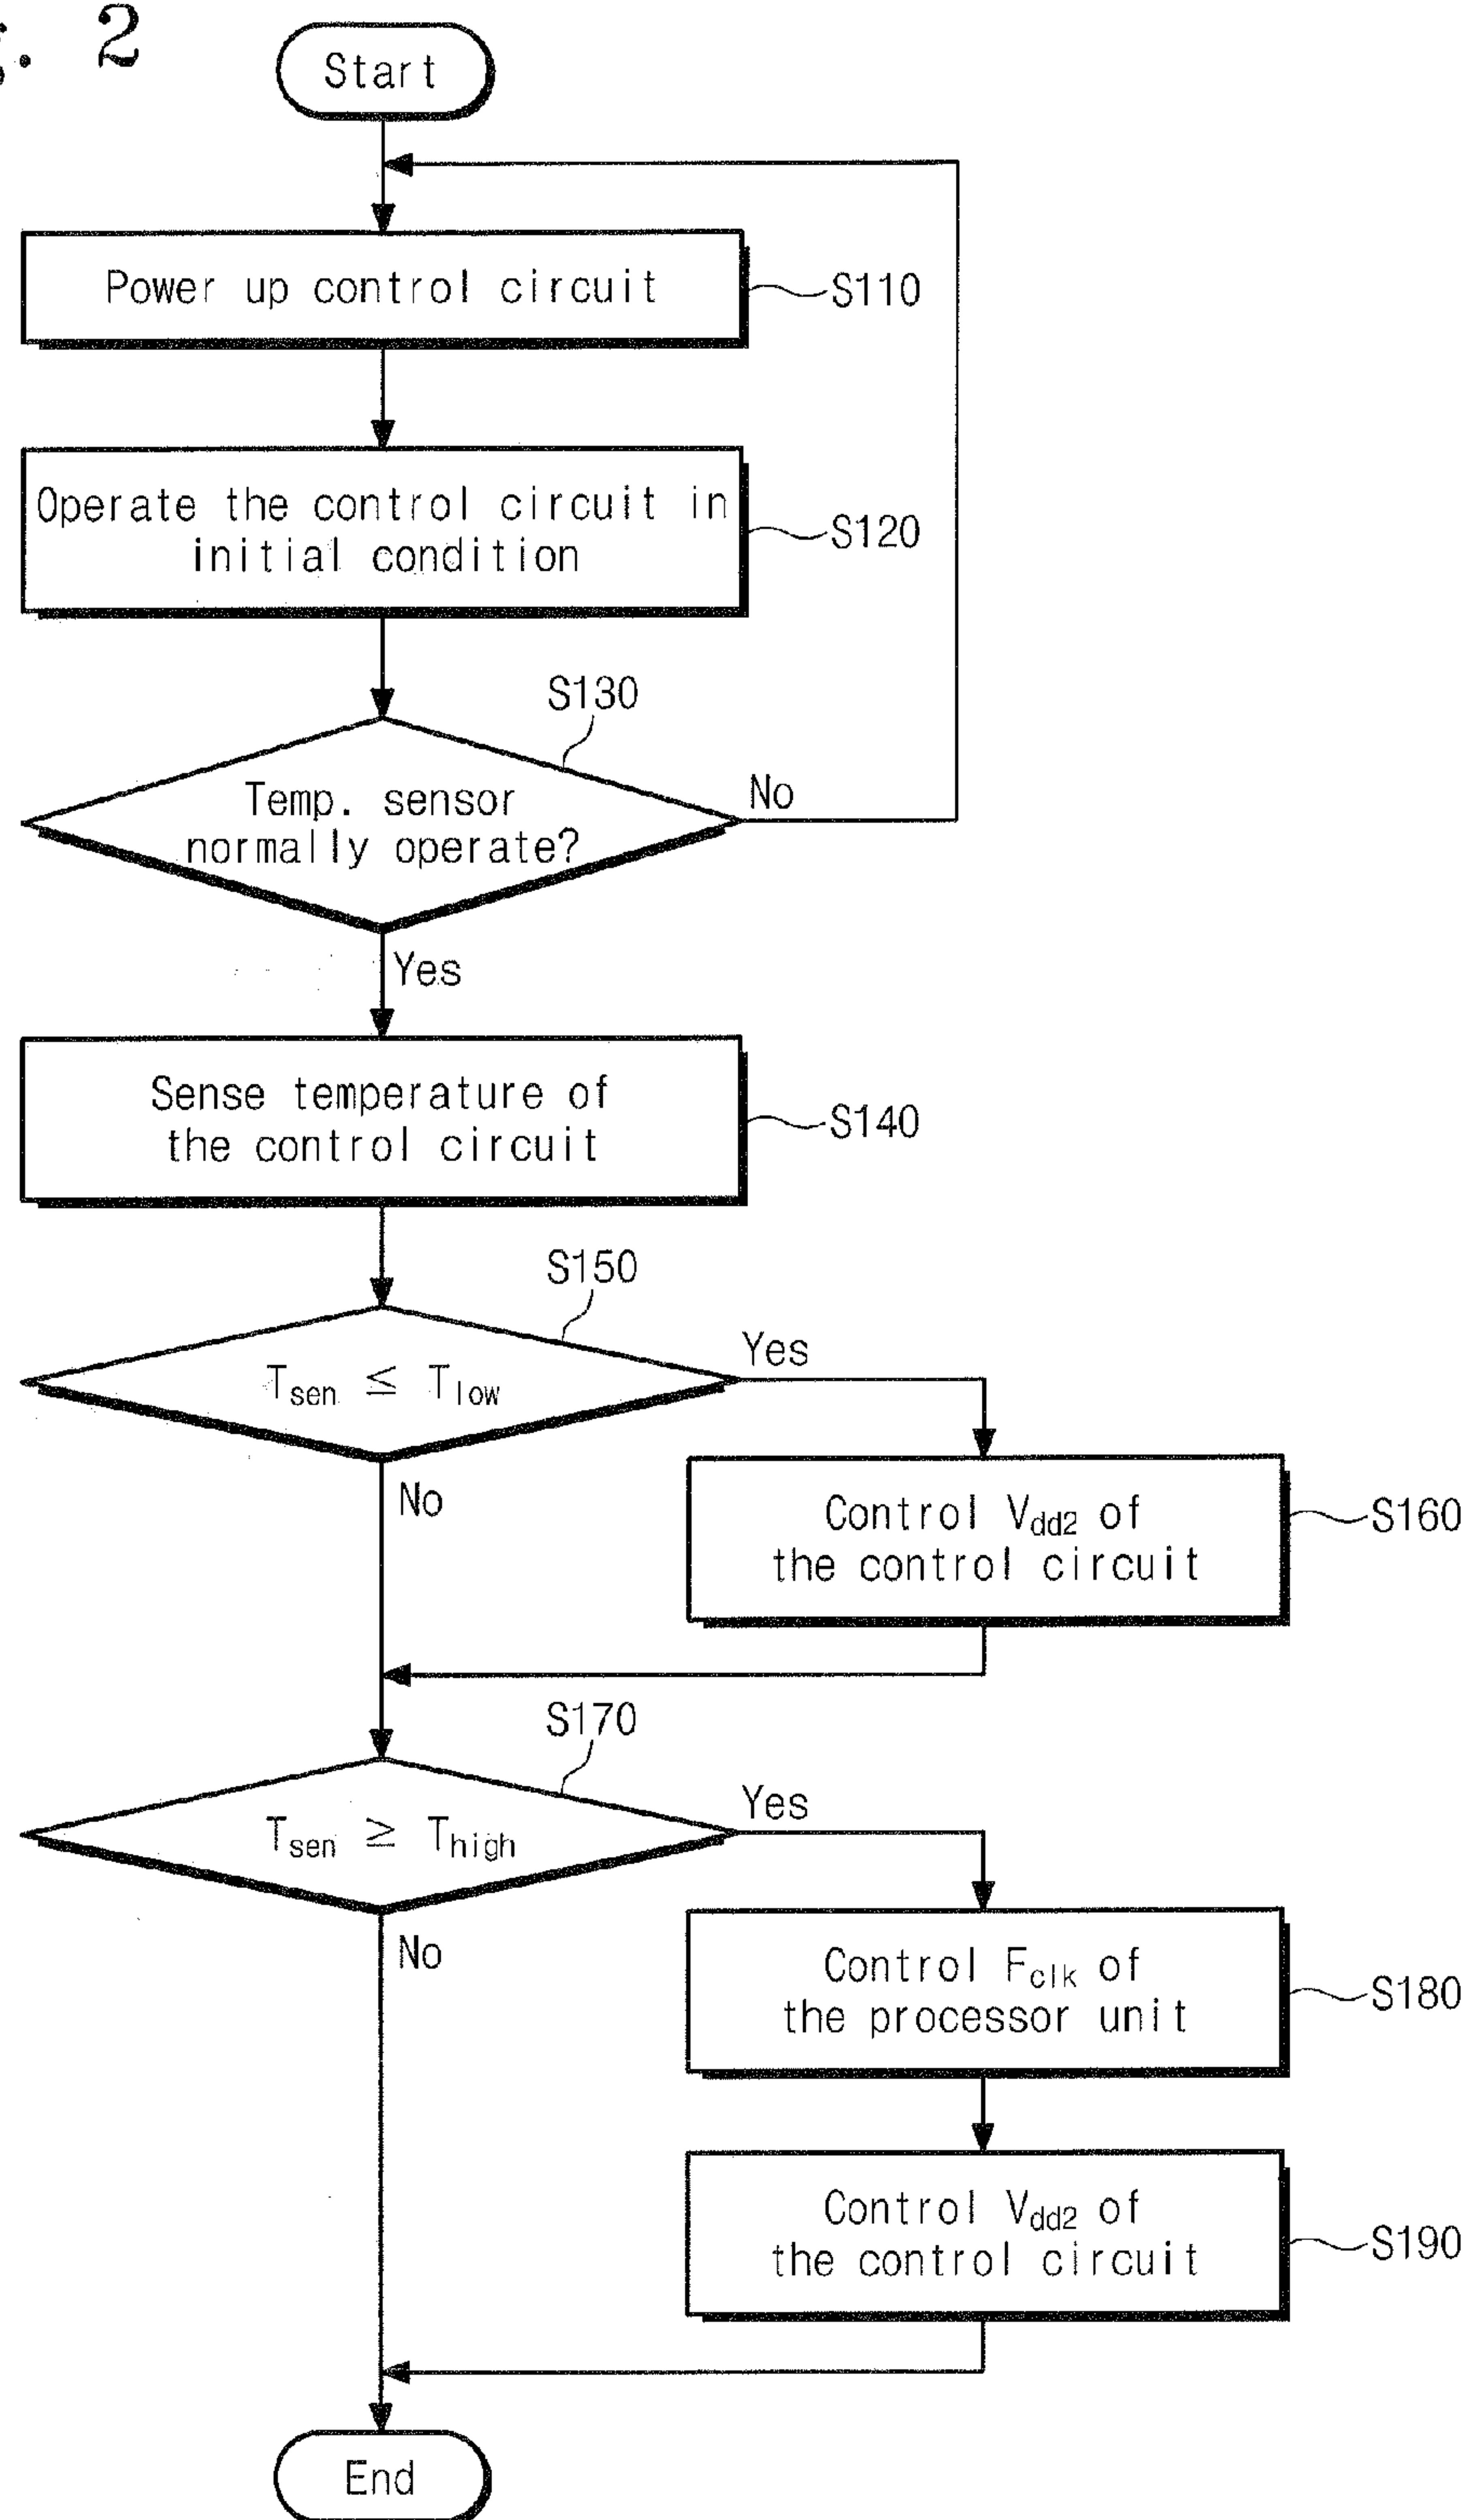 . 2
Start
Power up control circuit
S110
Operate the control circuit in
initial condition
S120
S130
Temp. sensor
normally operate?
No
Yes
Sense temperature of
the control circuit
S140
S150
Tsen ≦ Tlow
Yes
No
Control Vdd2 of
the control circuit
S160
S170
Tsen ≥ Thigh
Yes
No
Control Fclk of
the processor unit
S180
Control Vdd2 of
the control circuit
S190
End